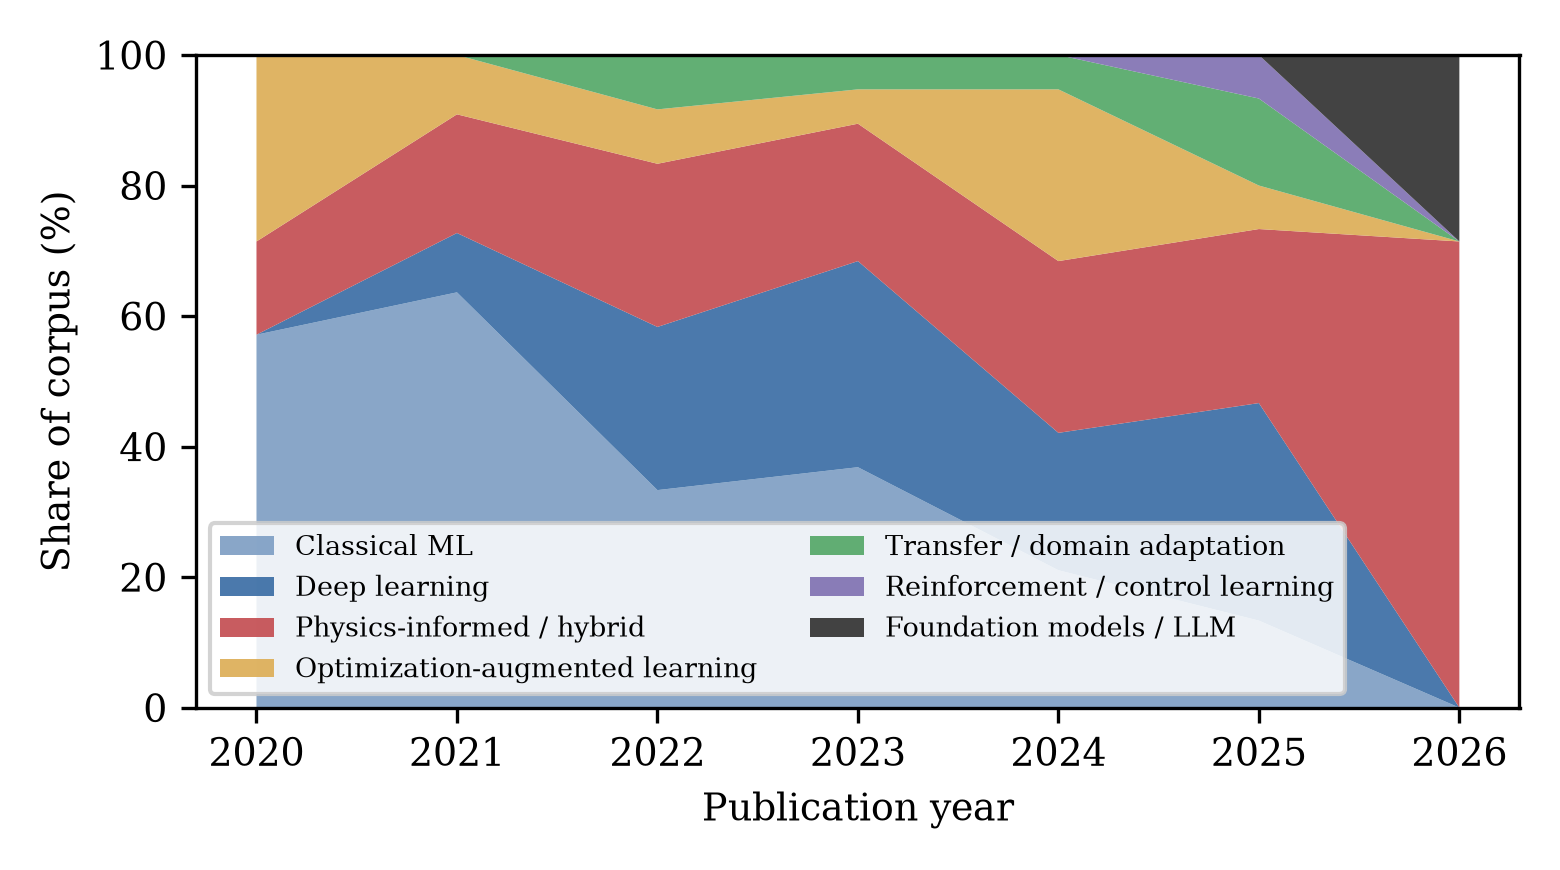 Share of corpus (%)
100
80
60
40
20
0
Classical ML
Deep learning
Physics-informed / hybrid
Optimization-augmented learning
Transfer / domain adaptation
Reinforcement / control learning
Foundation models / LLM
2020 2021 2022 2023 2024 2025 2026
Publication year